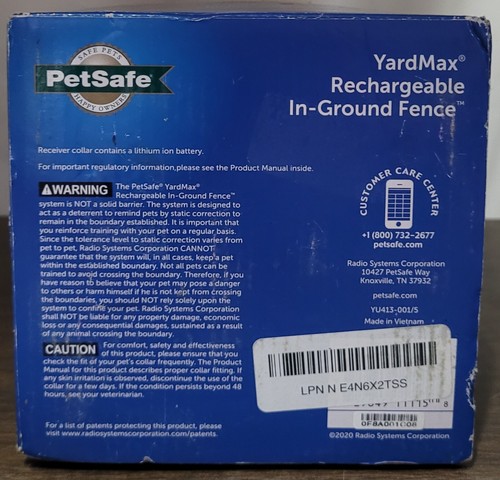 SAFE PETS
PetSafe®
HAPPY OWNERS
YardMax®
Rechargeable
In-Ground Fence™
Receiver collar contains a lithium ion battery.
For important regulatory information,please see the Product Manual inside.
WARNING The PetSafe® YardMax®
Rechargeable In-Ground Fence™
system is NOT a solid barrier. The system is designed to
act as a deterrent to remind pets by static correction to
remain in the boundary established. It is important that
you reinforce training with your pet on a regular basis.
Since the tolerance level to static correction varies from
pet to pet, Radio Systems Corporation CANNOT
guarantee that the system will, in all cases, keep a pet
within the established boundary. Not all pets can be
trained to avoid crossing the boundary. Therefore, if you
have reason to believe that your pet may pose a danger
to others or harm himself if he is not kept from crossing
the boundaries, you should NOT rely solely upon the
system to confine your pet. Radio Systems Corporation
shall NOT be liable for any property damage, economic
loss or any consequential damages, sustained as a result
of any animal crossing the boundary.
CAUTION For comfort, safety and effectiveness
of this product, please ensure that you
check the fit of your pet's collar frequently. The Product
Manual for this product describes proper collar fitting. If
any skin irritation is observed, discontinue the use of the
collar for a few days. If the condition persists beyond 48
hours, see your veterinarian.
For a list of patents protecting this product, please
visit www.radiosystemscorporation.com/patents.
CUSTOMER CARE CENTER
+1 (800) 732-2677
petsafe.com
Radio Systems Corporation
10427 PetSafe Way
Knoxville, TN 37932
petsafe.com
YU413-001/5
Made in Vietnam
LPN N E4N6X2TSS
8
0F8A001C08
©2020 Radio Systems Corporation